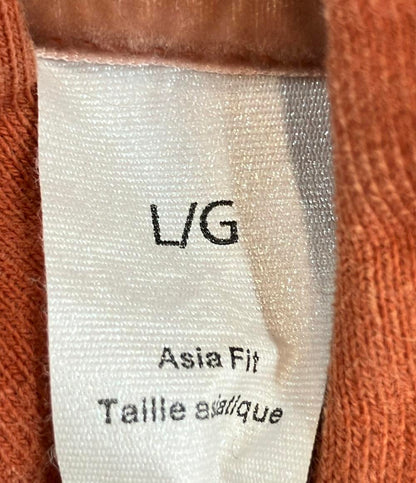 L/G
Asia Fit
Taille asiatique